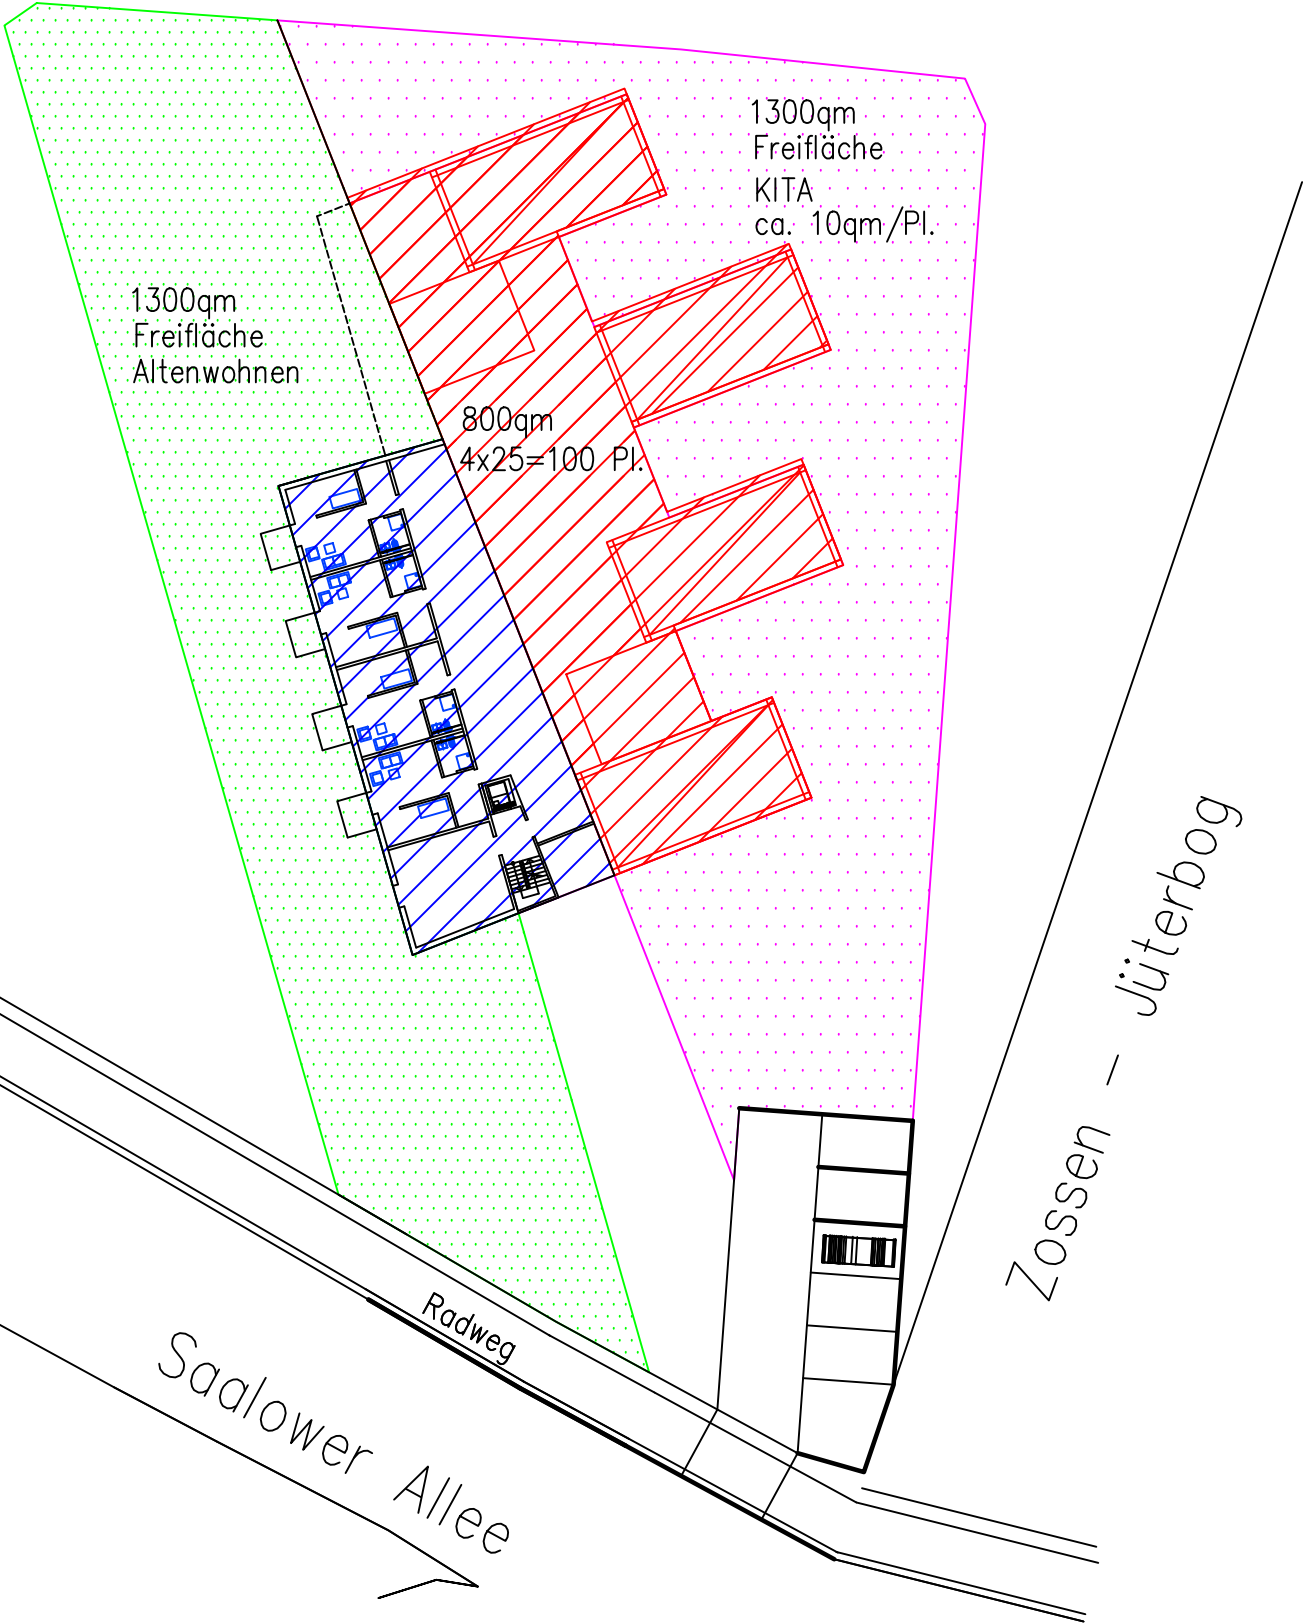 1300qm
Freifläche
KITA
ca. 10qm/Pl.
1300qm
Freifläche
Altenwohnen
800qm
4x25=100 Pl.
Zossen - Jüterbog
Radweg
Saalower Allee